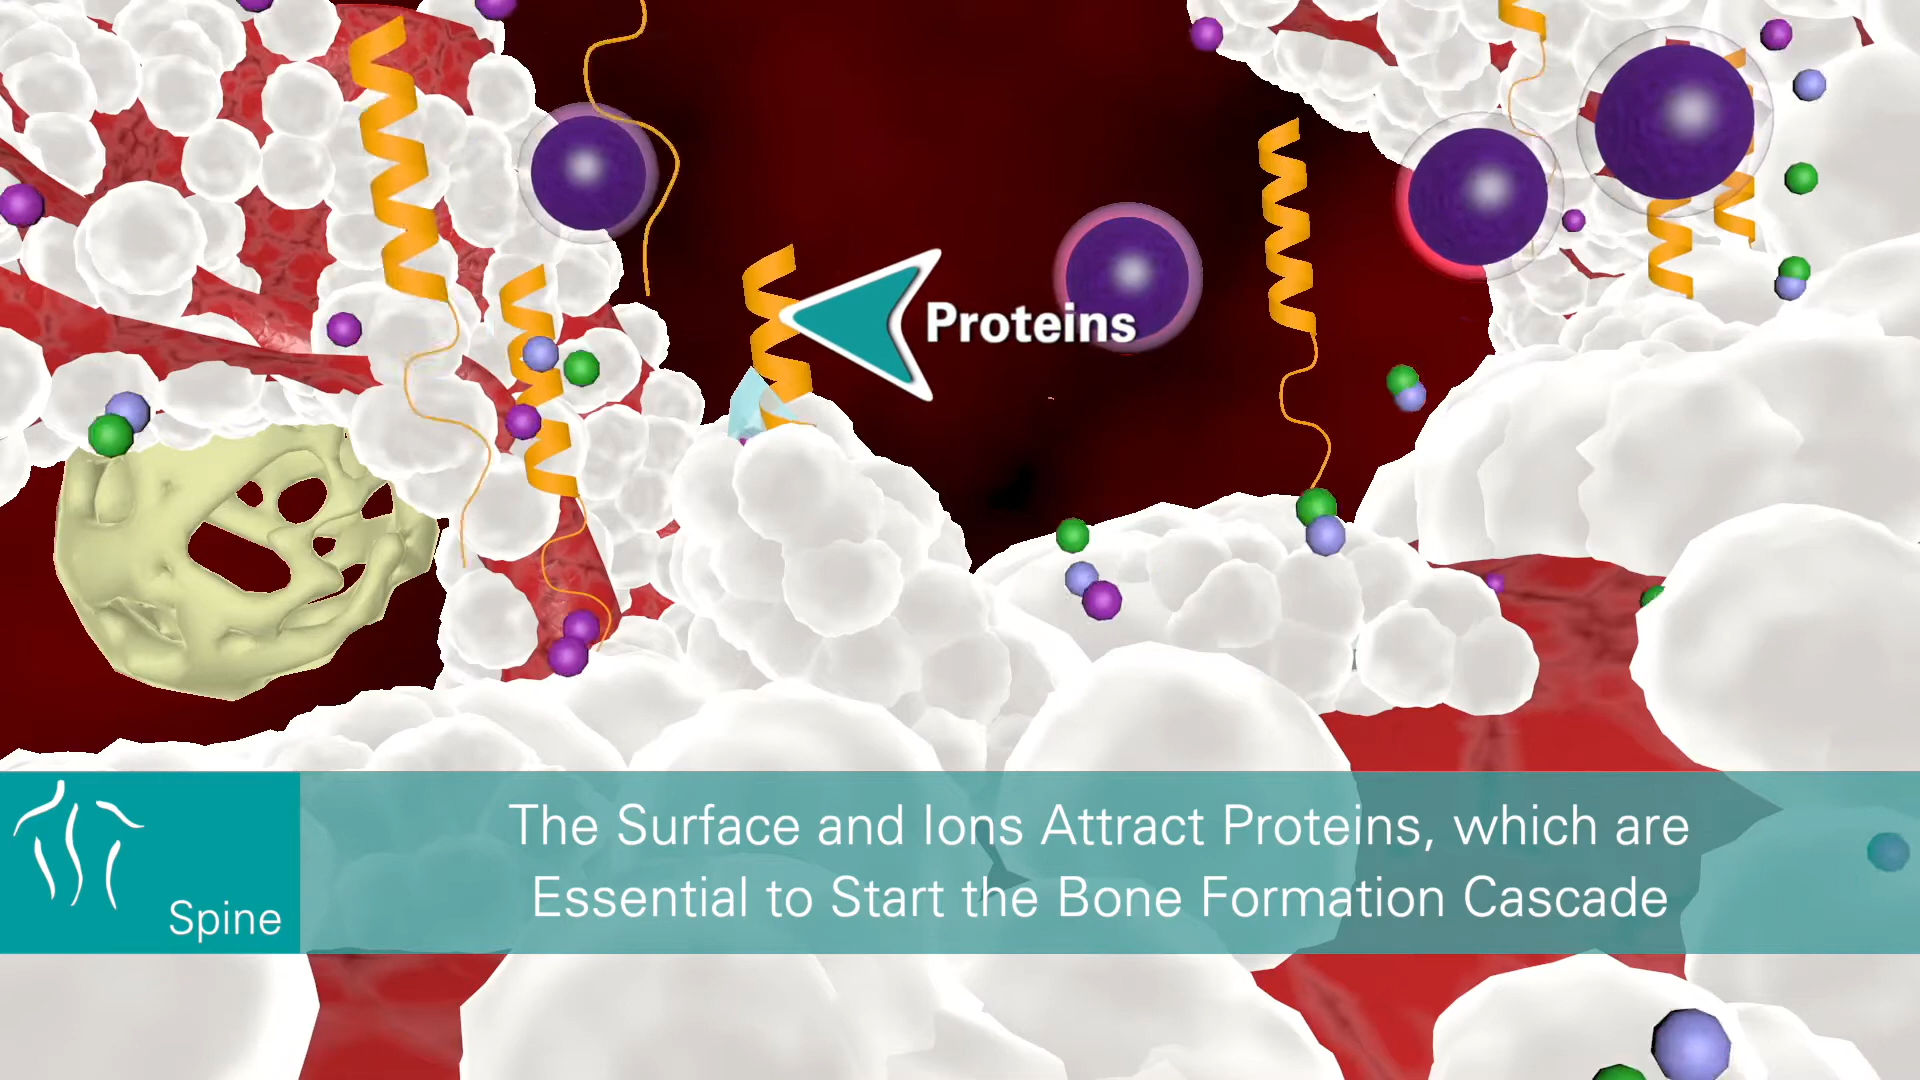 Proteins
The Surface and Ions Attract Proteins, which are
Essential to Start the Bone Formation Cascade
Spine